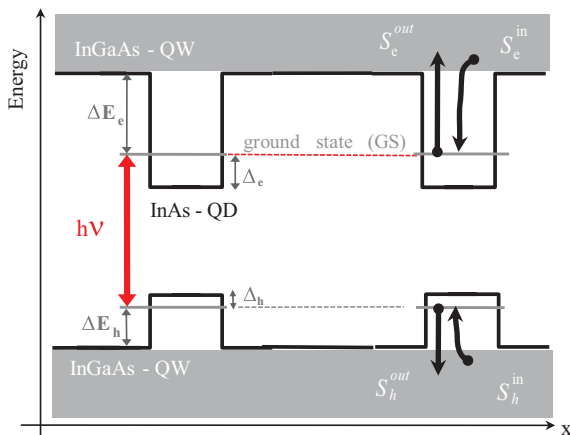 Energy
InGaAs - QW
S_e^out
S_e^in
ΔE_e
ground state (GS)
Δ_e
InAs - QD
hν
Δ_h
ΔE_h
InGaAs - QW
S_h^out
S_h^in
x